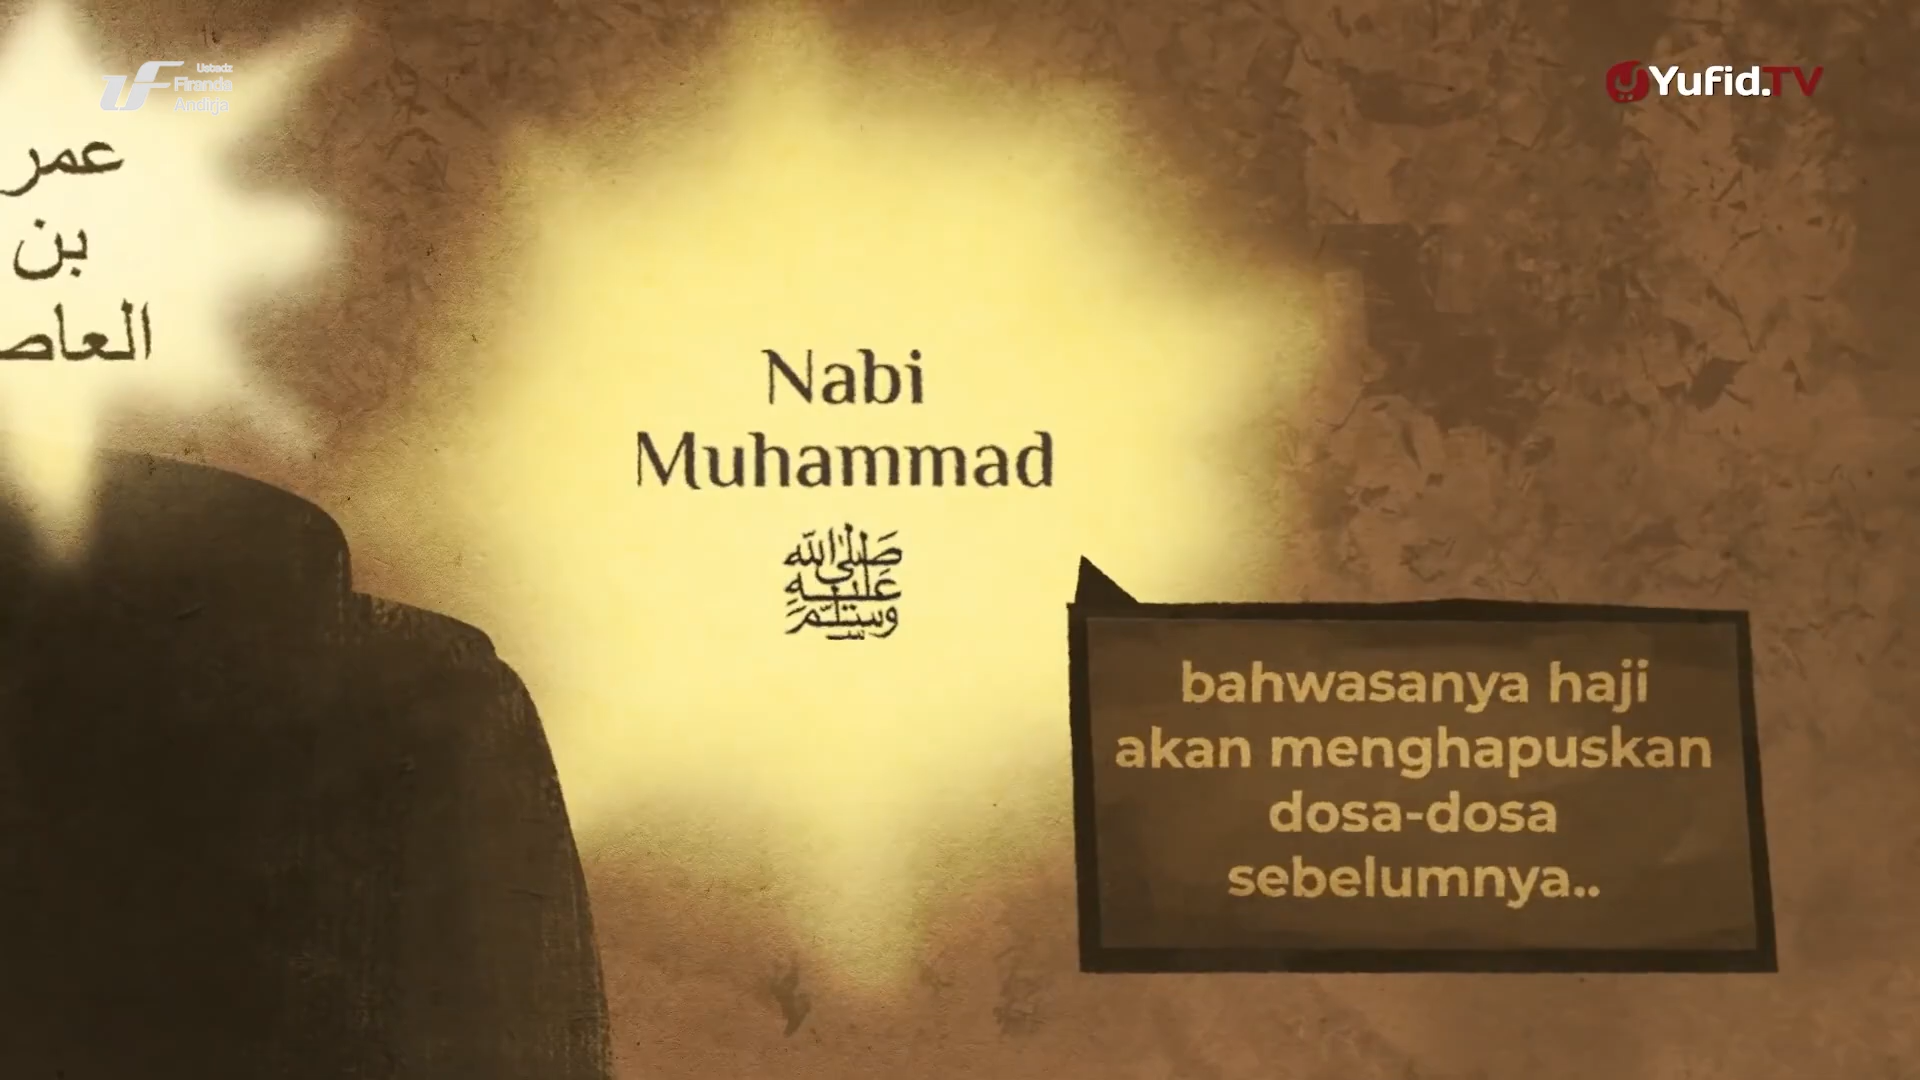 Ustadz
Firanda
Andirja
Yufid.TV
عمر
بن
العاص
Nabi
Muhammad
صلى الله
عليه
وسلم
bahwasanya haji
akan menghapuskan
dosa-dosa
sebelumnya..